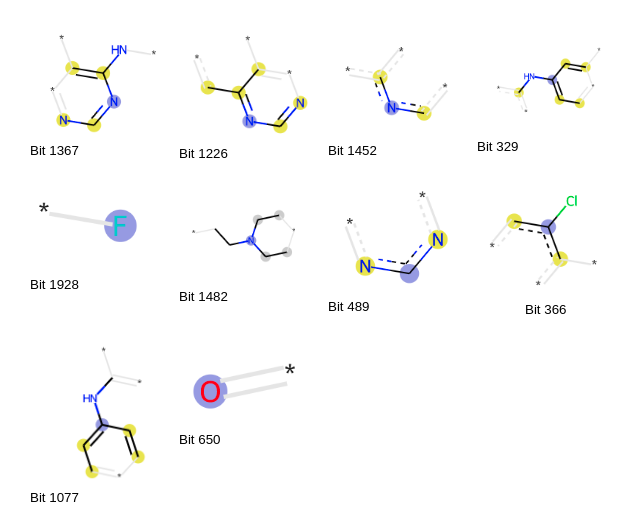 * HN *
* N N
Bit 1367
* * * N N
Bit 1226
* * N *
Bit 1452
* HN * * *
Bit 329
* F
Bit 1928
* N *
Bit 1482
* * N N
Bit 489
Cl * * *
Bit 366
* * HN *
Bit 1077
O *
Bit 650